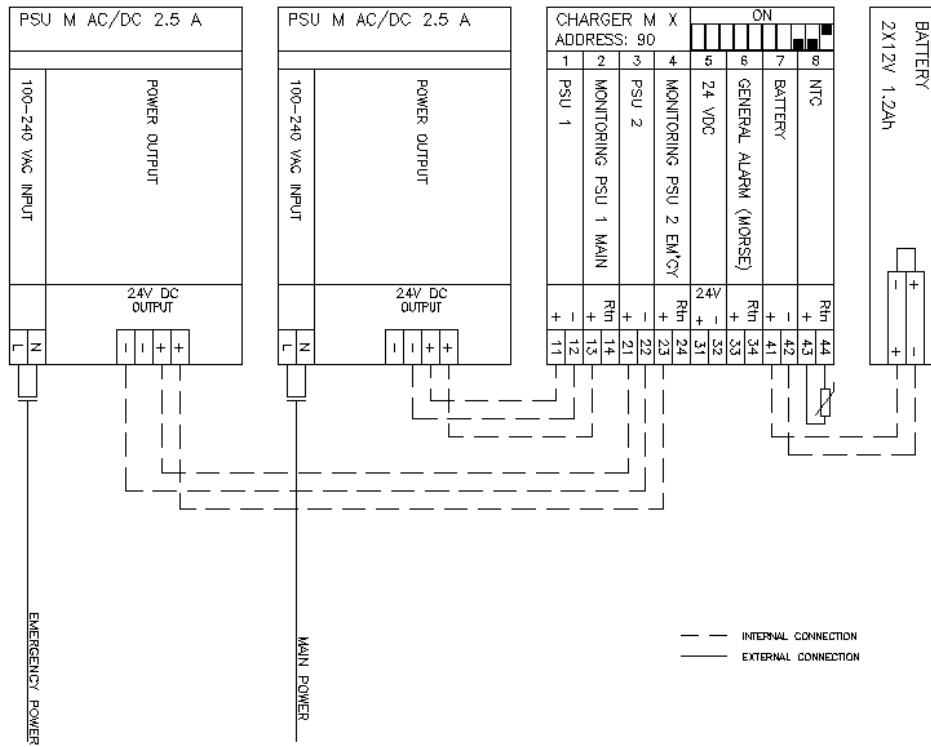 PSU M AC/DC 2.5 A
100-240 VAC INPUT
POWER OUTPUT
24V DC
OUTPUT
L N
- - + +
EMERGENCY POWER
PSU M AC/DC 2.5 A
100-240 VAC INPUT
POWER OUTPUT
24V DC
OUTPUT
L N
- - + +
MAIN POWER
CHARGER M X
ADDRESS: 90
ON
1 2 3 4 5 6 7 8
PSU 1
MONITORING PSU 1 MAIN
PSU 2
MONITORING PSU 2 EM'CY
24 VDC
GENERAL ALARM (MORSE)
BATTERY
NTC
24V
+ - + Rtn + - + Rtn + - + Rtn + - + Rtn
11 12 13 14 21 22 23 24 31 32 33 34 41 42 43 44
BATTERY
2X12V 1.2Ah
- +
+ -
INTERNAL CONNECTION
EXTERNAL CONNECTION